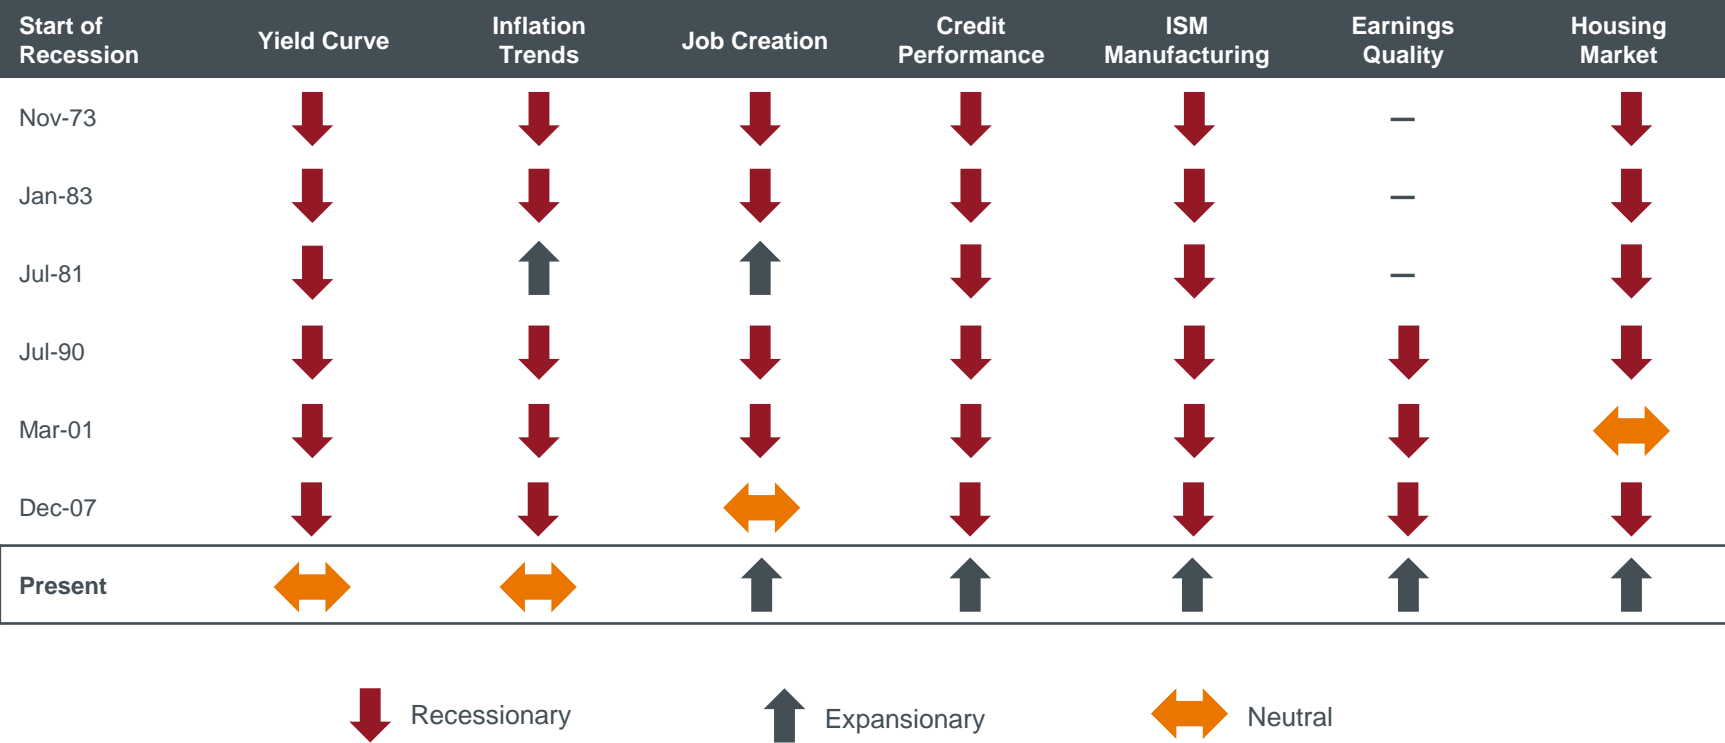 Start of
Recession
Yield Curve
Inflation
Trends
Job Creation
Credit
Performance
ISM
Manufacturing
Earnings
Quality
Housing
Market
Nov-73
–
Jan-83
–
Jul-81
–
Jul-90
Mar-01
Dec-07
Present
Recessionary
Expansionary
Neutral